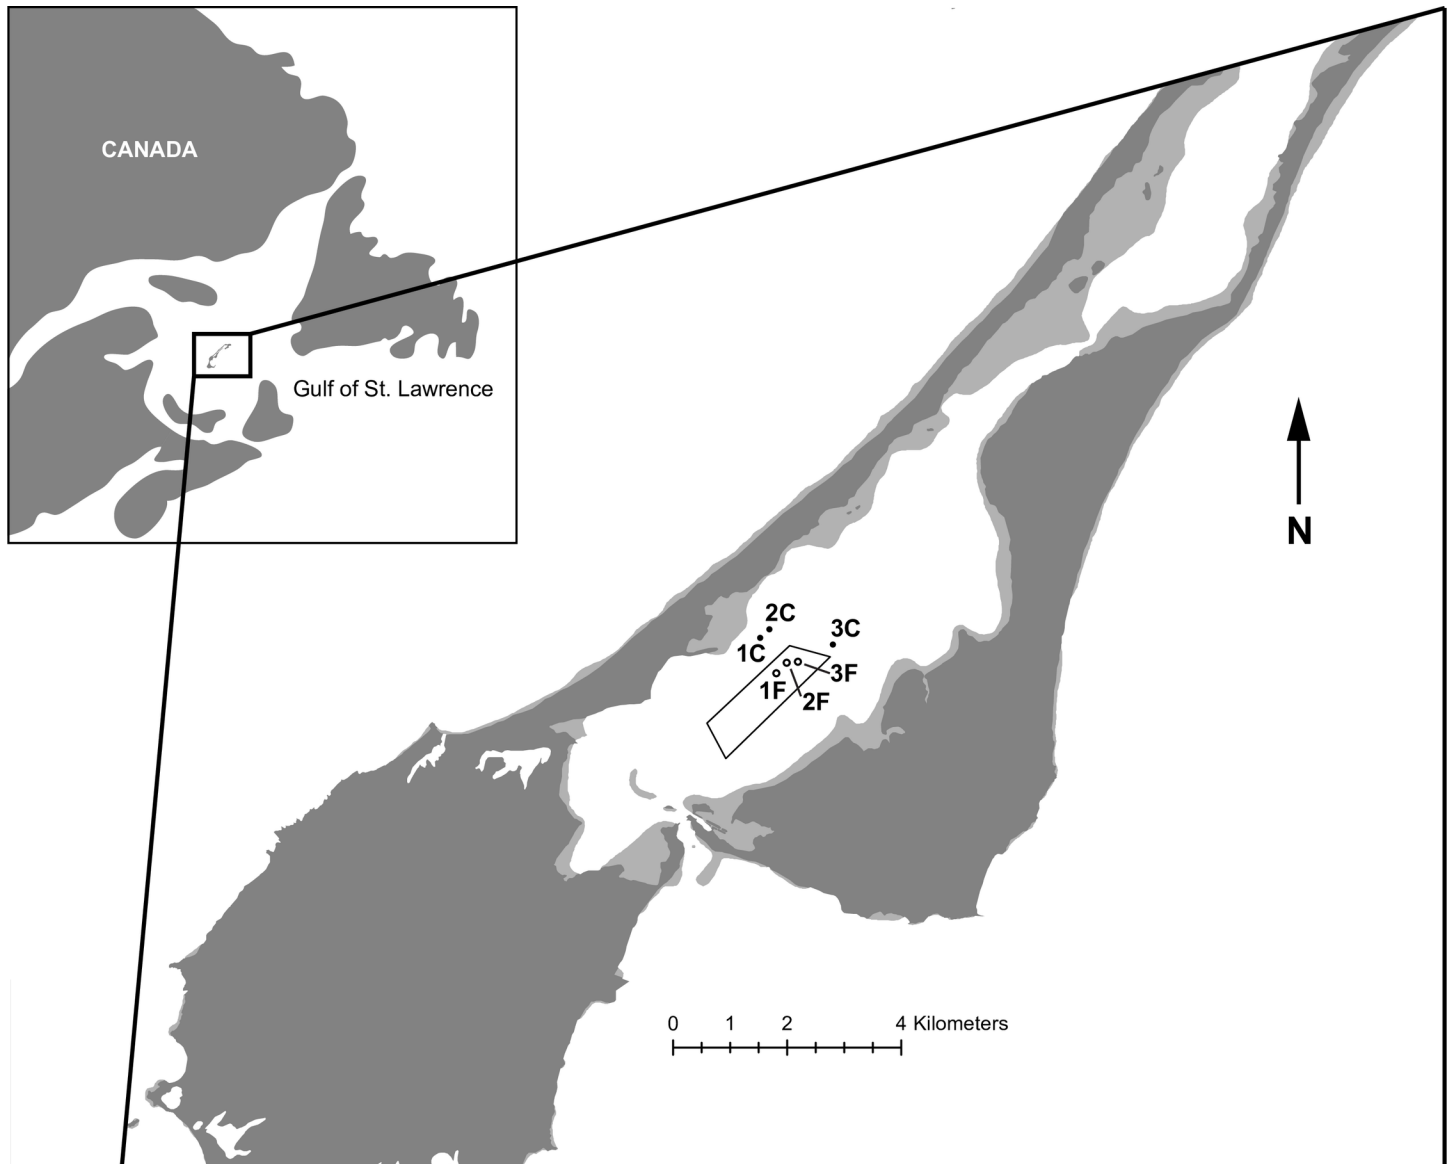 CANADA
Gulf of St. Lawrence
N
2C
3C
1C
3F
1F
2F
0 1 2 4 Kilometers